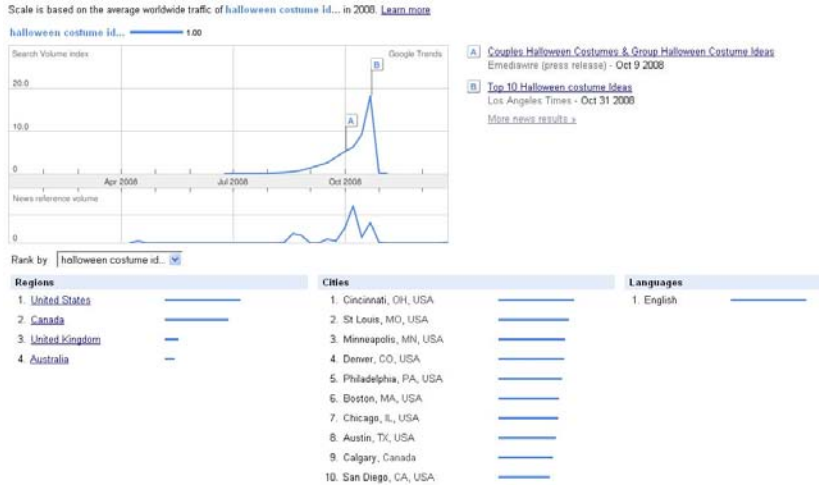 Scale is based on the average worldwide traffic of halloween costume id... in 2008. Learn more
halloween costume id... 1.00
Search Volume index Google Trends
B
20.0
A
10.0
0
Apr 2008 Jul 2008 Oct 2008
News reference volume
0
A Couples Halloween Costumes & Group Halloween Costume Ideas
Emediawire (press release) - Oct 9 2008
B Top 10 Halloween costume Ideas
Los Angeles Times - Oct 31 2008
More news results »
Rank by halloween costume id...
Regions
1. United States
2. Canada
3. United Kingdom
4. Australia
Cities
1. Cincinnati, OH, USA
2. St Louis, MO, USA
3. Minneapolis, MN, USA
4. Denver, CO, USA
5. Philadelphia, PA, USA
6. Boston, MA, USA
7. Chicago, IL, USA
8. Austin, TX, USA
9. Calgary, Canada
10. San Diego, CA, USA
Languages
1. English